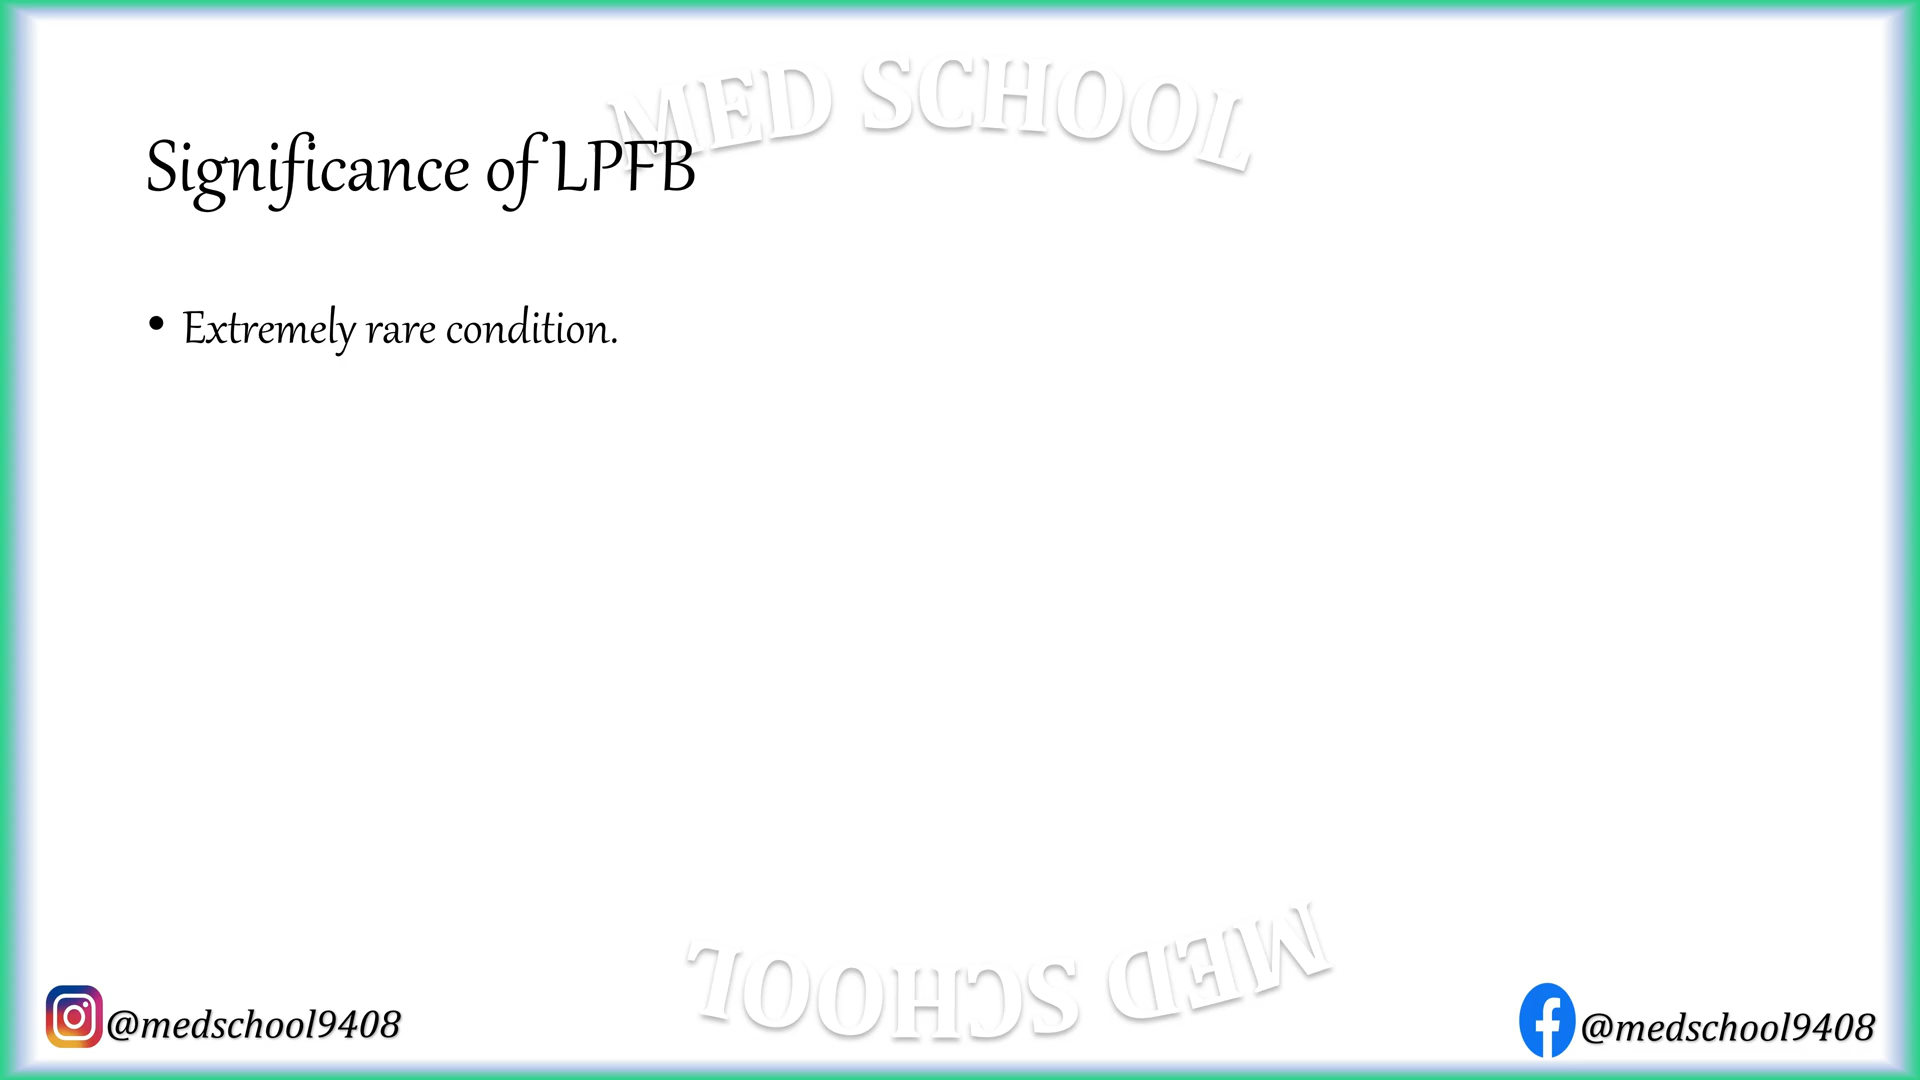 MED SCHOOL
Significance of LPFB
• Extremely rare condition.
MED SCHOOL
@medschool9408
@medschool9408